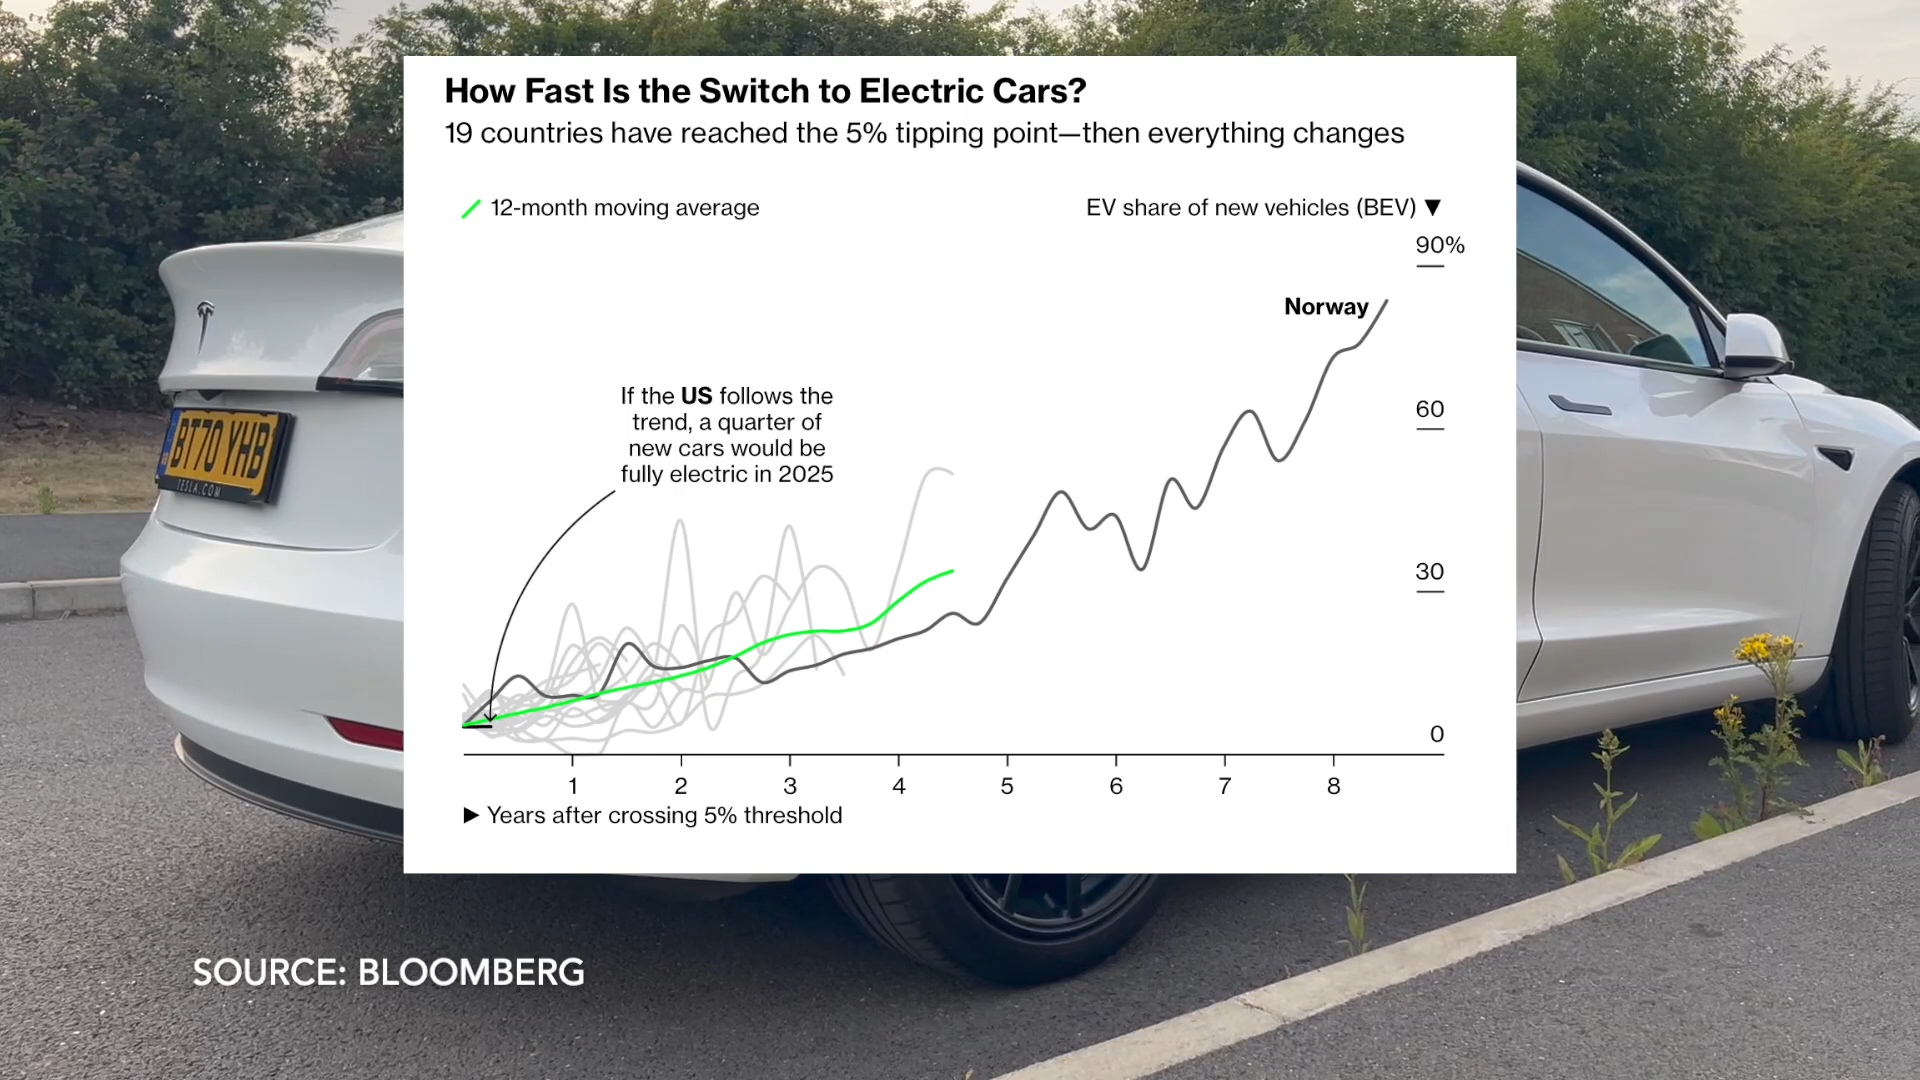 How Fast Is the Switch to Electric Cars?
19 countries have reached the 5% tipping point—then everything changes
12-month moving average
EV share of new vehicles (BEV) ▼
90%
Norway
If the US follows the
trend, a quarter of
new cars would be
fully electric in 2025
60
30
0
1 2 3 4 5 6 7 8
▶ Years after crossing 5% threshold
BT70 YHB
TESLA.COM
SOURCE: BLOOMBERG